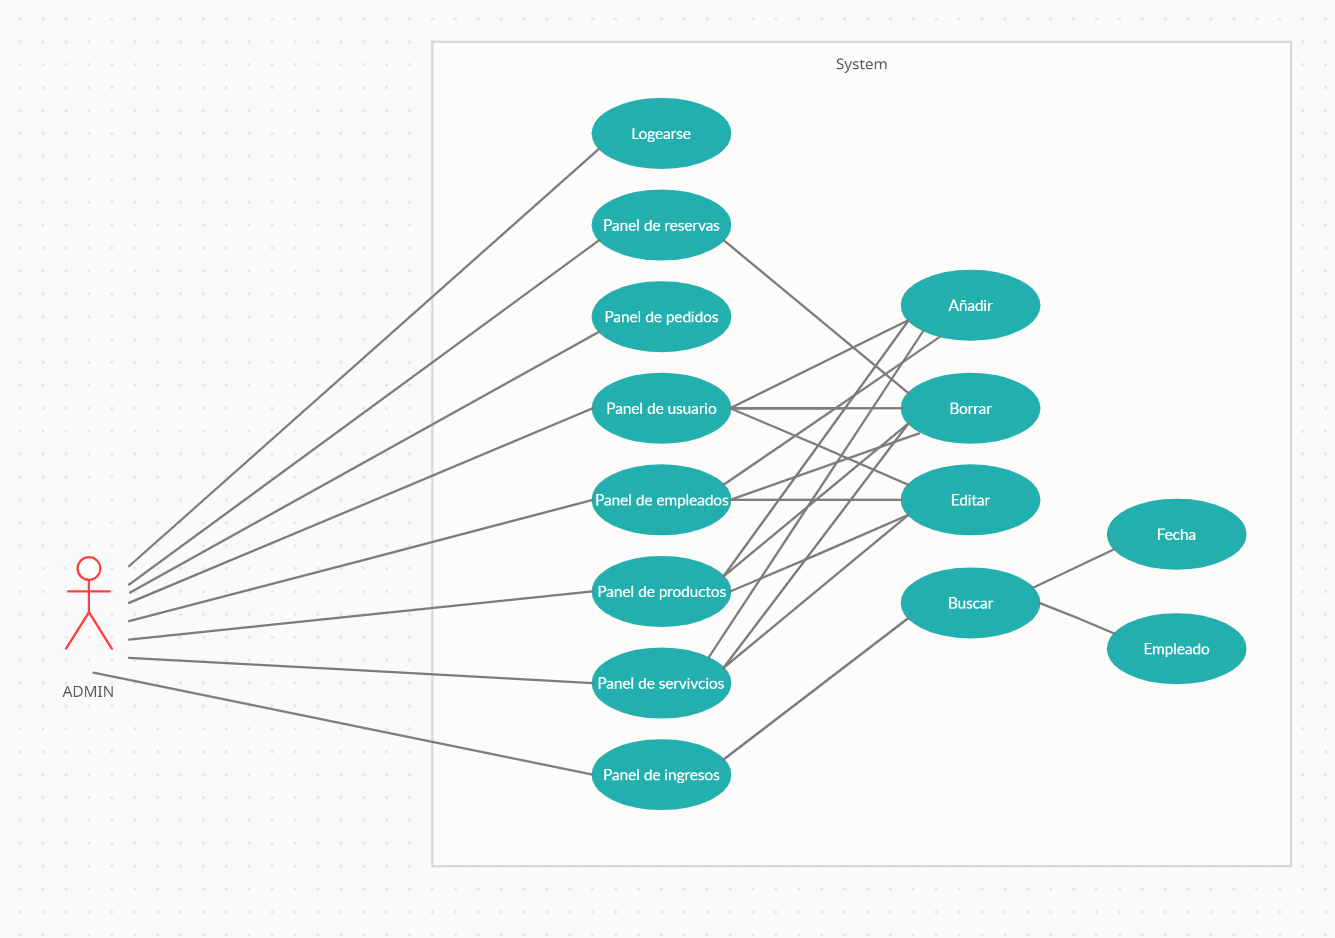 System
Logearse
Panel de reservas
Panel de pedidos
Panel de usuario
Panel de empleados
Panel de productos
Panel de servivcios
Panel de ingresos
Añadir
Borrar
Editar
Buscar
Fecha
Empleado
ADMIN